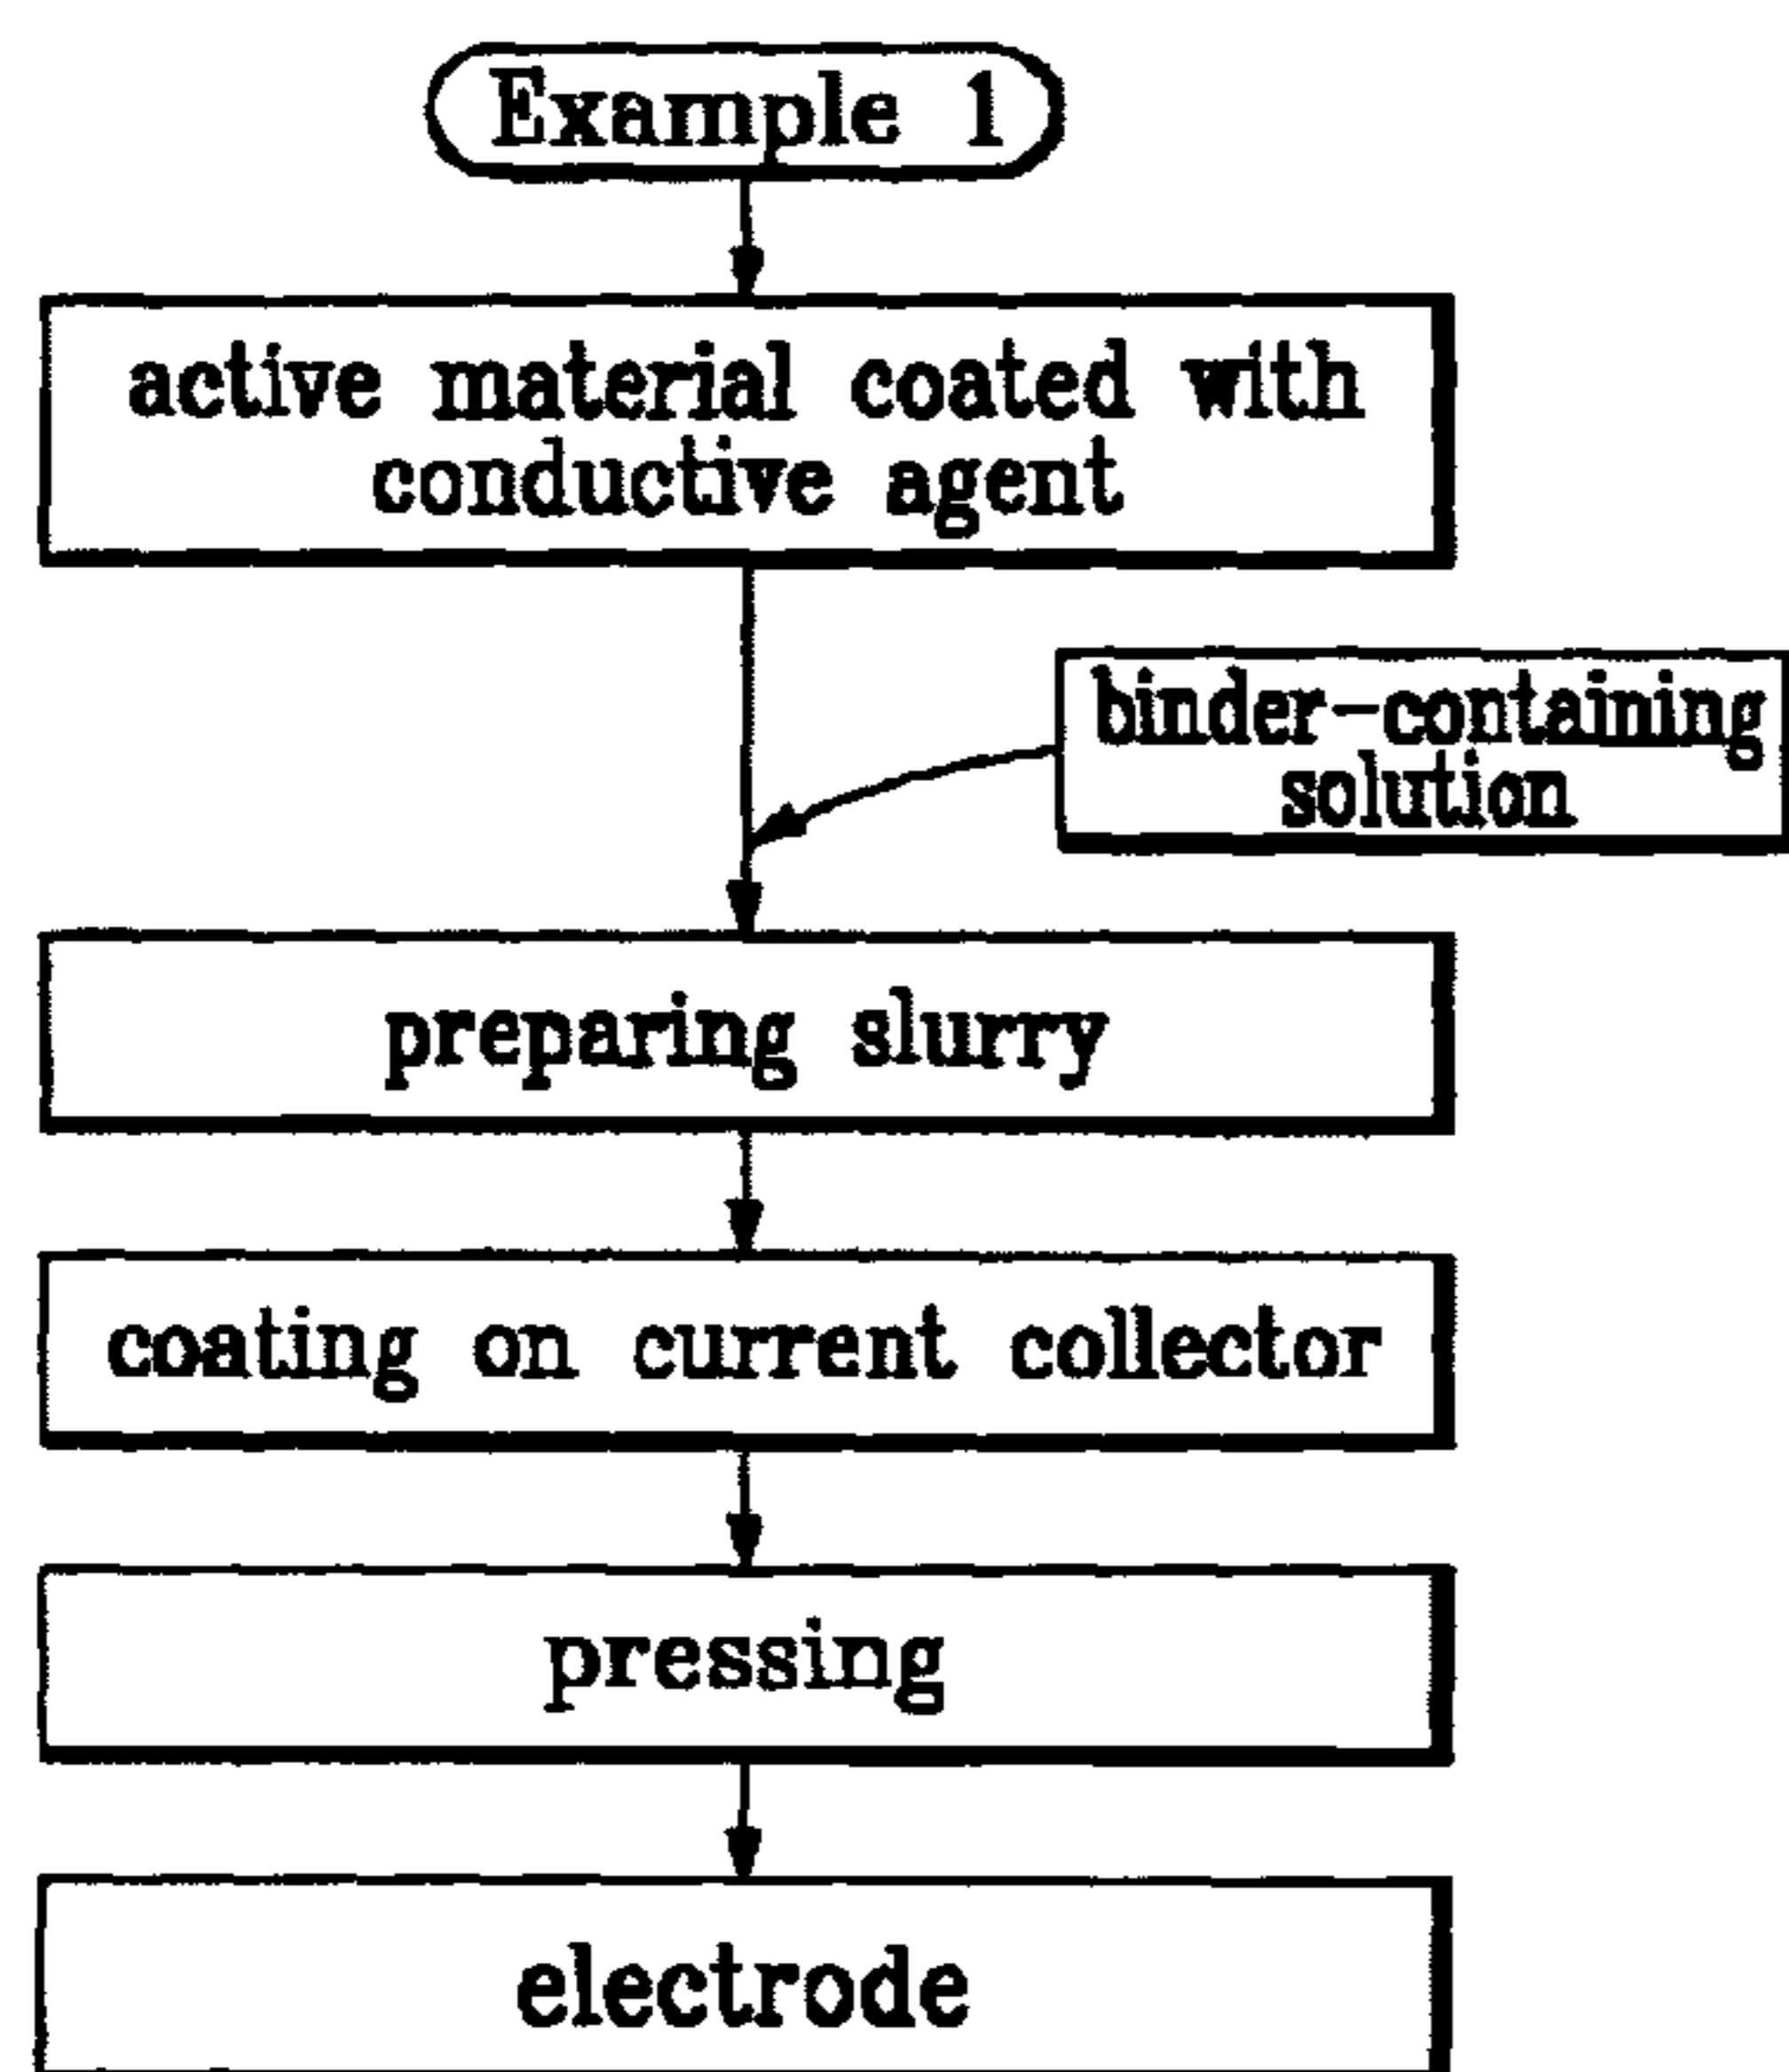 Example 1
active material coated with
conductive agent
binder-containing
solution
preparing slurry
coating on current collector
pressing
electrode